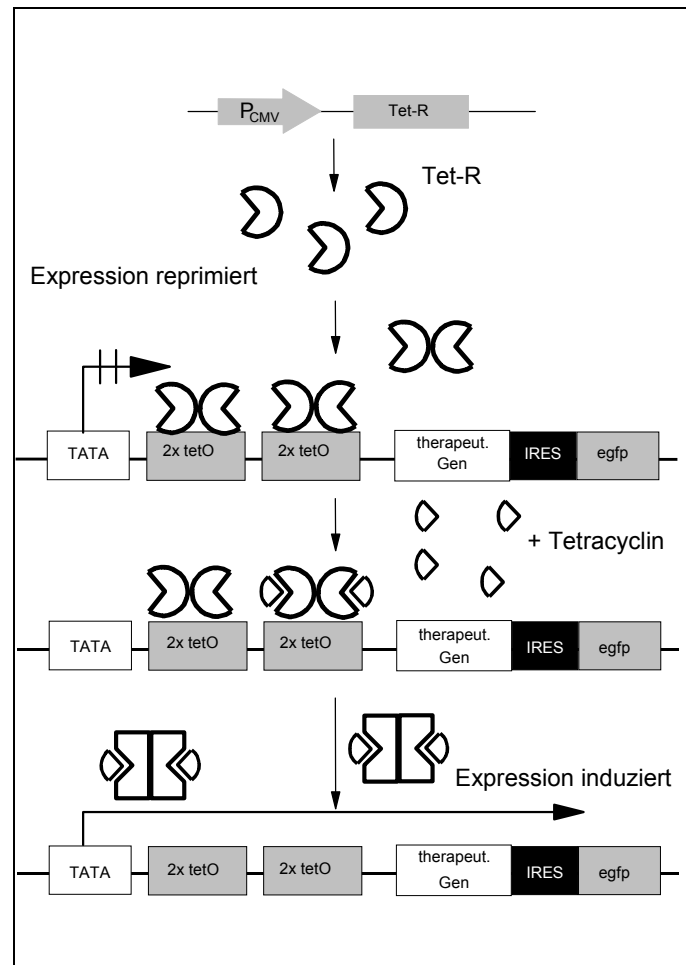 P_CMV Tet-R
Tet-R
Expression reprimiert
TATA 2x tetO 2x tetO therapeut. Gen IRES egfp
+ Tetracyclin
TATA 2x tetO 2x tetO therapeut. Gen IRES egfp
Expression induziert
TATA 2x tetO 2x tetO therapeut. Gen IRES egfp